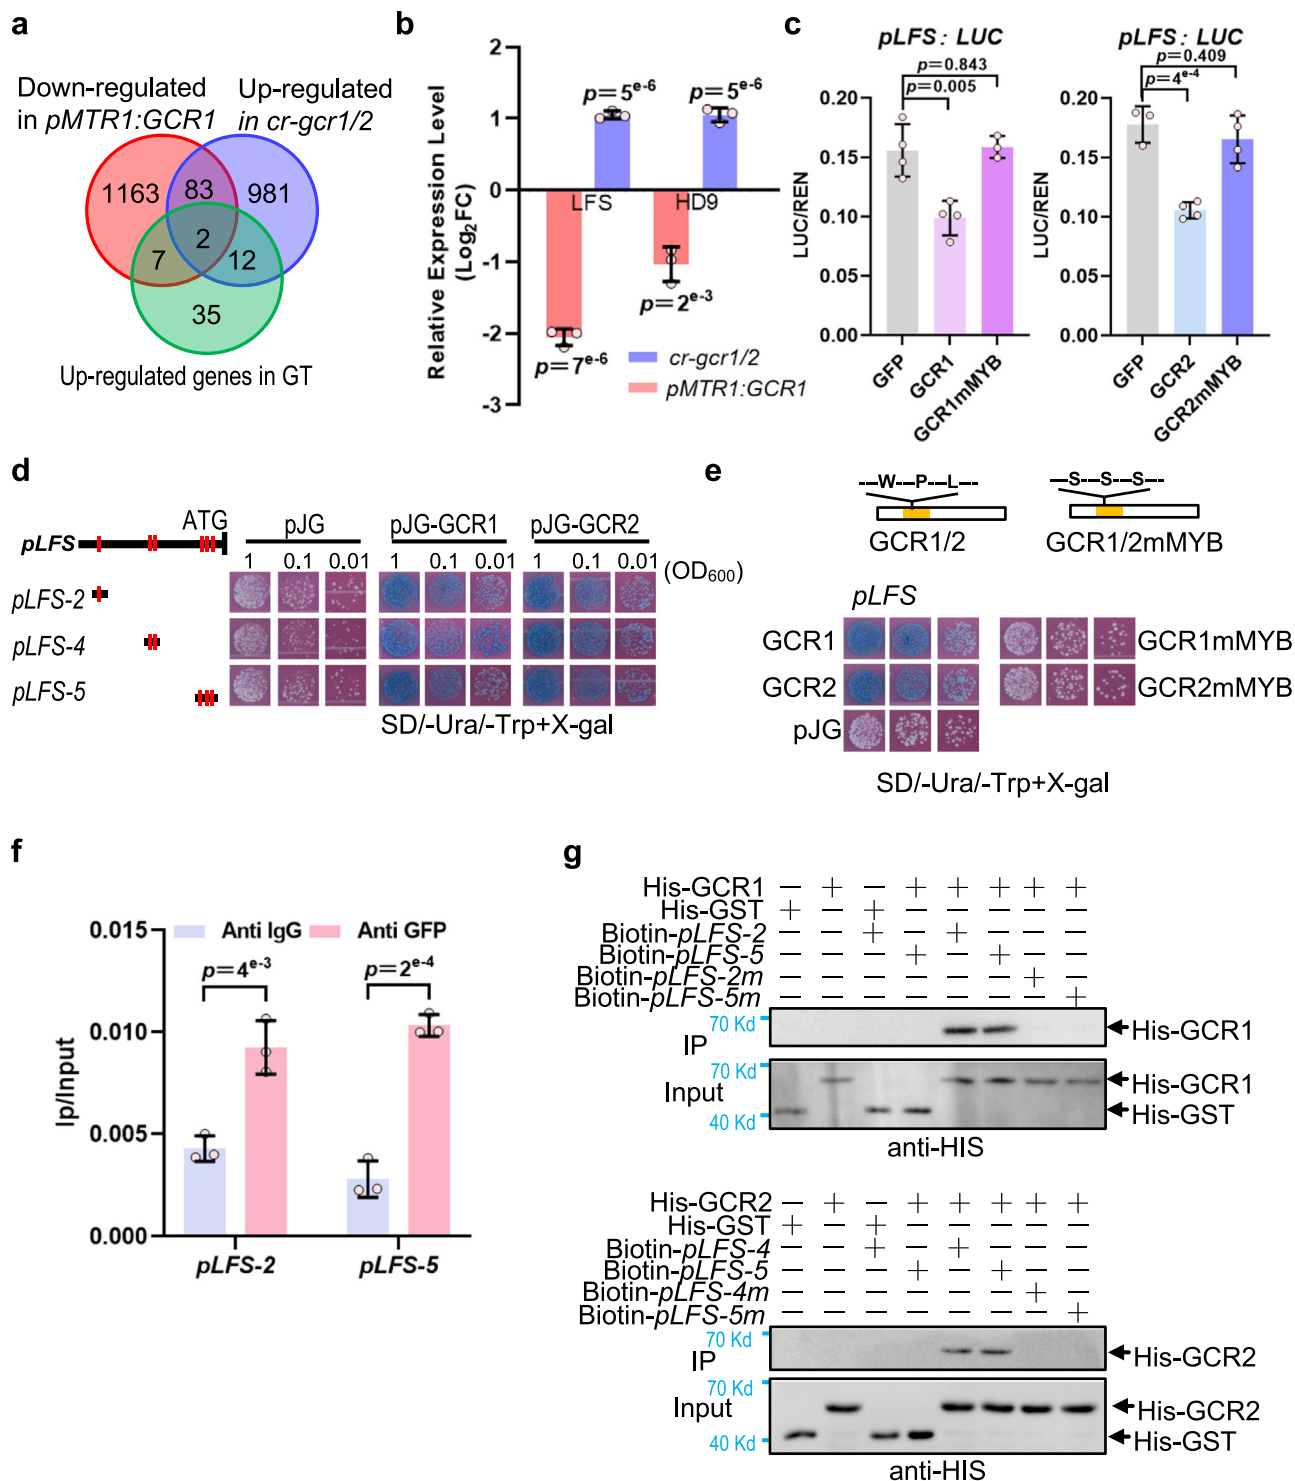 a
Down-regulated
in pMTR1:GCR1
Up-regulated
in cr-gcr1/2
1163
83
981
2
7
12
35
Up-regulated genes in GT
b
Relative Expression Level
(Log2FC)
2
1
0
-1
-2
-3
p=5e-6
p=5e-6
LFS
HD9
p=2e-3
p=7e-6
cr-gcr1/2
pMTR1:GCR1
c
pLFS: LUC
p=0.843
p=0.005
LUC/REN
0.20
0.15
0.10
0.05
0.00
GFP
GCR1
GCR1mMYB
pLFS: LUC
p=0.409
p=4e-4
LUC/REN
0.20
0.15
0.10
0.05
0.00
GFP
GCR2
GCR2mMYB
d
ATG
pLFS
pLFS-2
pLFS-4
pLFS-5
pJG
pJG-GCR1
pJG-GCR2
1 0.1 0.01
1 0.1 0.01
1 0.1 0.01
(OD600)
SD/-Ura/-Trp+X-gal
e
---W---P---L---
GCR1/2
---S---S---S---
GCR1/2mMYB
pLFS
GCR1
GCR1mMYB
GCR2
GCR2mMYB
pJG
SD/-Ura/-Trp+X-gal
f
Ip/Input
0.015
0.010
0.005
0.000
Anti IgG
Anti GFP
p=4e-3
p=2e-4
pLFS-2
pLFS-5
g
His-GCR1 — + — + + + + +
His-GST + — + — — — — —
Biotin-pLFS-2 — — + — + — — —
Biotin-pLFS-5 — — — + — + — —
Biotin-pLFS-2m — — — — — — + —
Biotin-pLFS-5m — — — — — — — +
70 Kd
IP
His-GCR1
70 Kd
Input
His-GCR1
40 Kd
His-GST
anti-HIS
His-GCR2 — + — + + + + +
His-GST + — + — — — — —
Biotin-pLFS-4 — — + — + — — —
Biotin-pLFS-5 — — — + — + — —
Biotin-pLFS-4m — — — — — — + —
Biotin-pLFS-5m — — — — — — — +
70 Kd
IP
His-GCR2
70 Kd
Input
His-GCR2
40 Kd
His-GST
anti-HIS